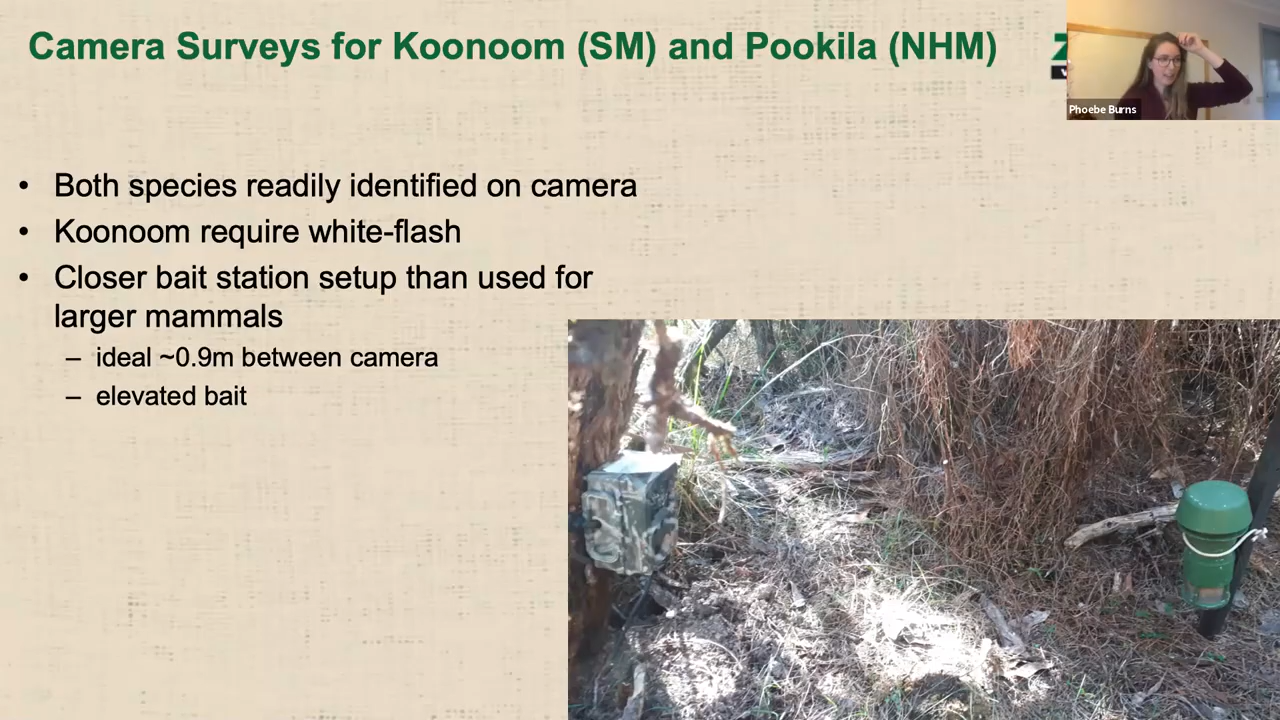 Camera Surveys for Koonoom (SM) and Pookila (NHM)
Phoebe Burns
• Both species readily identified on camera
• Koonoom require white-flash
• Closer bait station setup than used for
larger mammals
– ideal ~0.9m between camera
– elevated bait